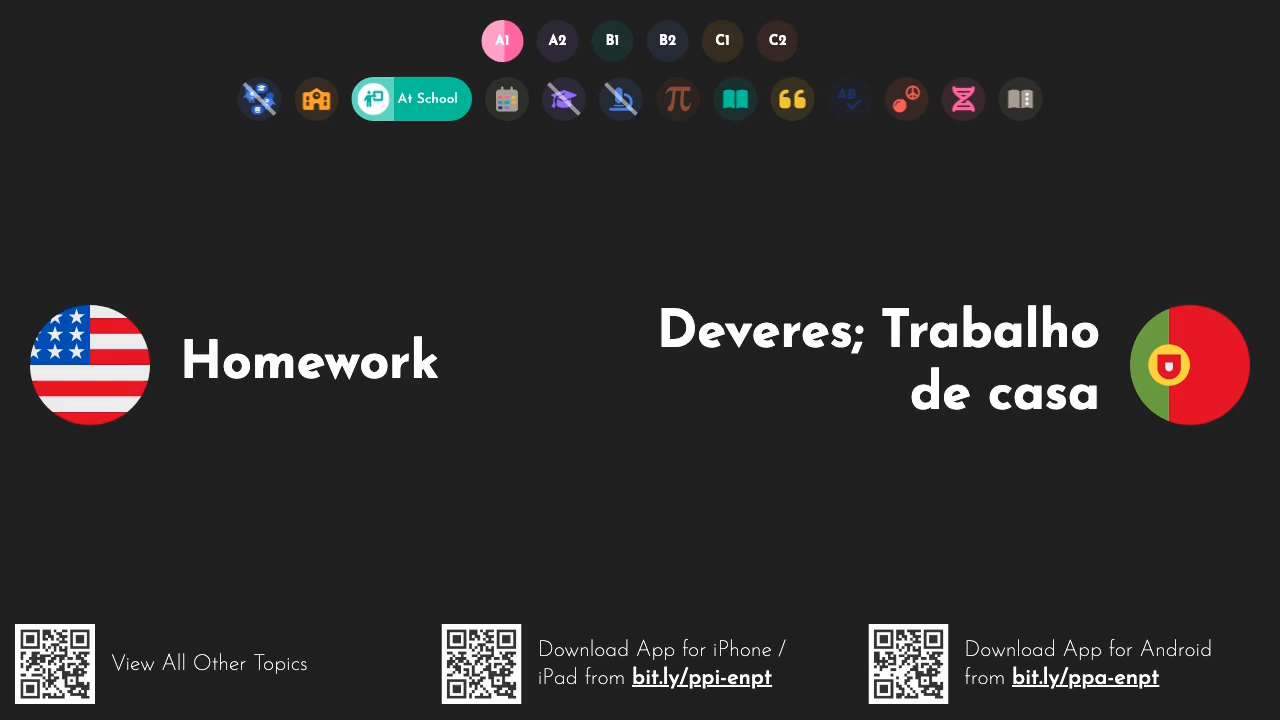 A1 A2 B1 B2 C1 C2
At School
Homework
Deveres; Trabalho
de casa
View All Other Topics
Download App for iPhone /
iPad from bit.ly/ppi-enpt
Download App for Android
from bit.ly/ppa-enpt